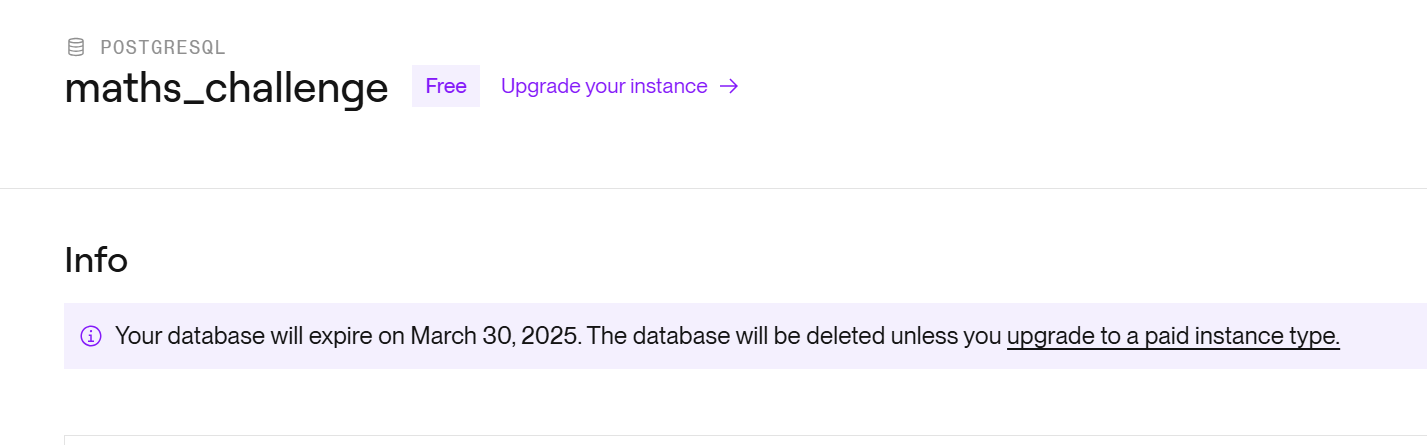 POSTGRESQL
maths_challenge Free Upgrade your instance →
Info
Your database will expire on March 30, 2025. The database will be deleted unless you upgrade to a paid instance type.